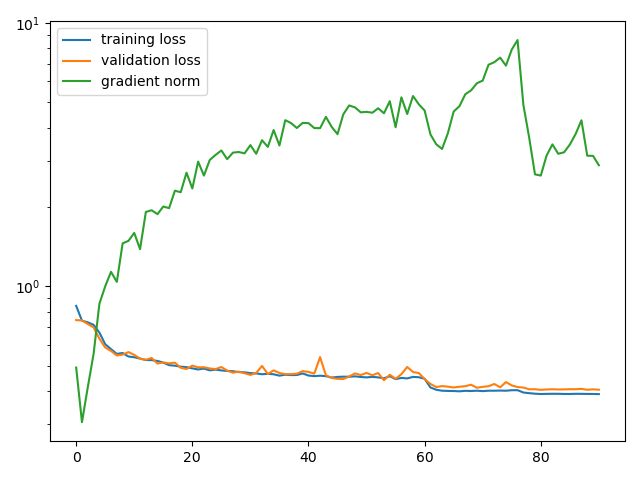 10¹
training loss
validation loss
gradient norm
10⁰
0 20 40 60 80